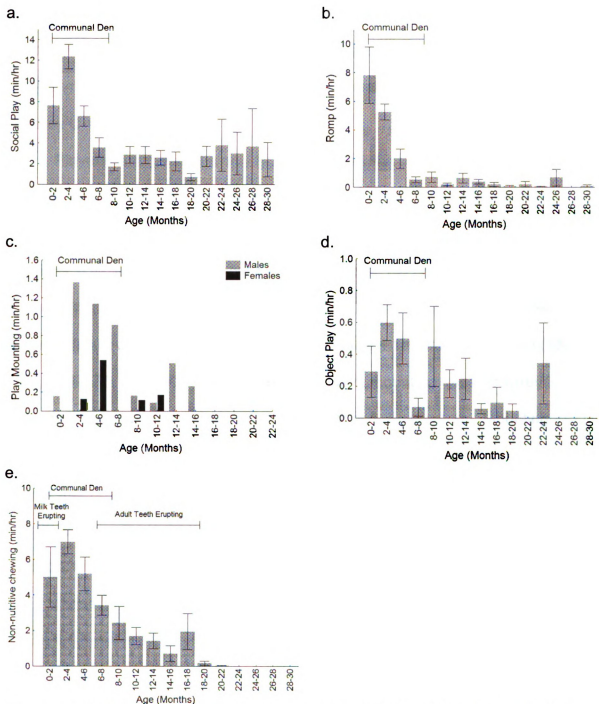 a.
Communal Den
Social Play (min/hr)
14
12
10
8
6
4
2
0
0-2 2-4 4-6 6-8 8-10 10-12 12-14 14-16 16-18 18-20 20-22 22-24 24-26 26-28 28-30
Age (Months)
b.
Communal Den
Romp (min/hr)
10
8
6
4
2
0
0-2 2-4 4-6 6-8 8-10 10-12 12-14 14-16 16-18 18-20 20-22 22-24 24-26 26-28 28-30
Age (Months)
c.
Communal Den
Males
Females
Play Mounting (min/hr)
1.6
1.4
1.2
1.0
0.8
0.6
0.4
0.2
0.0
0-2 2-4 4-6 6-8 8-10 10-12 12-14 14-16 16-18 18-20 20-22 22-24
Age (Months)
d.
Communal Den
Object Play (min/hr)
1.0
0.8
0.6
0.4
0.2
0.0
0-2 2-4 4-6 6-8 8-10 10-12 12-14 14-16 16-18 18-20 22-24 24-26 26-28 28-30
Age (Months)
e.
Communal Den
Milk Teeth
Erupting
Adult Teeth Erupting
Non-nutritive chewing (min/hr)
10
8
6
4
2
0
0-2 2-4 4-6 6-8 8-10 10-12 12-14 14-16 16-18 18-20 20-22 22-24 24-26 26-28 28-30
Age (Months)